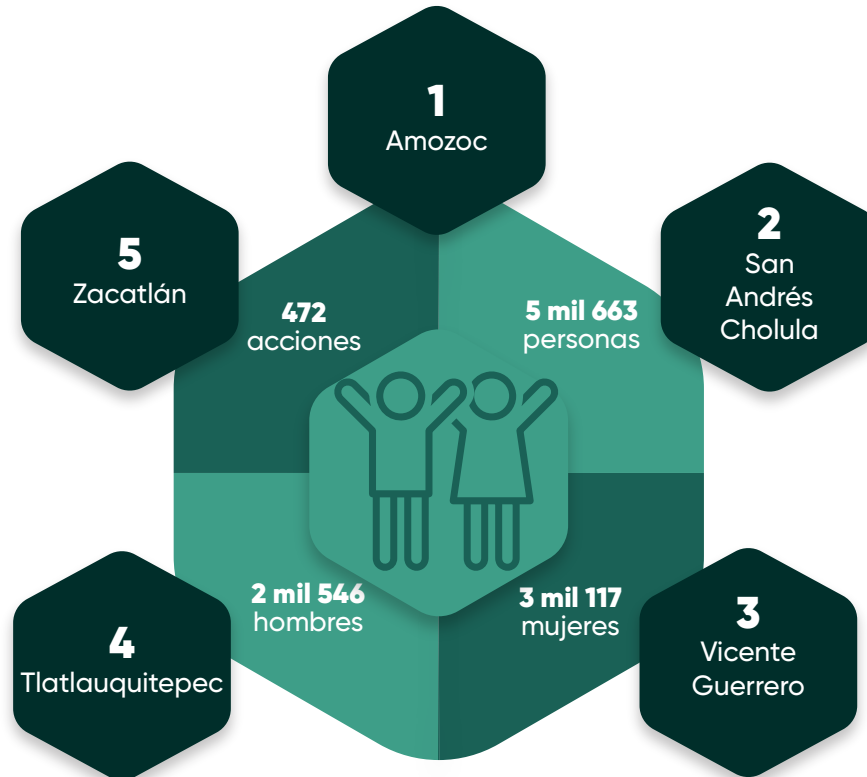 1
Amozoc
2
San
Andrés
Cholula
5
Zacatlán
472
acciones
5 mil 663
personas
2 mil 546
hombres
3 mil 117
mujeres
4
Tlatlauquitepec
3
Vicente
Guerrero